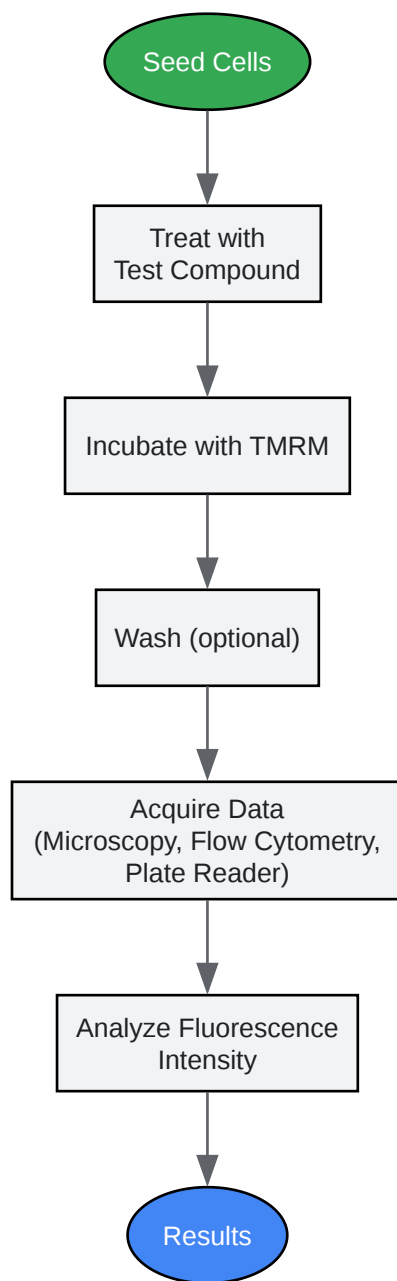 Seed Cells
Treat with
Test Compound
Incubate with TMRM
Wash (optional)
Acquire Data
(Microscopy, Flow Cytometry,
Plate Reader)
Analyze Fluorescence
Intensity
Results